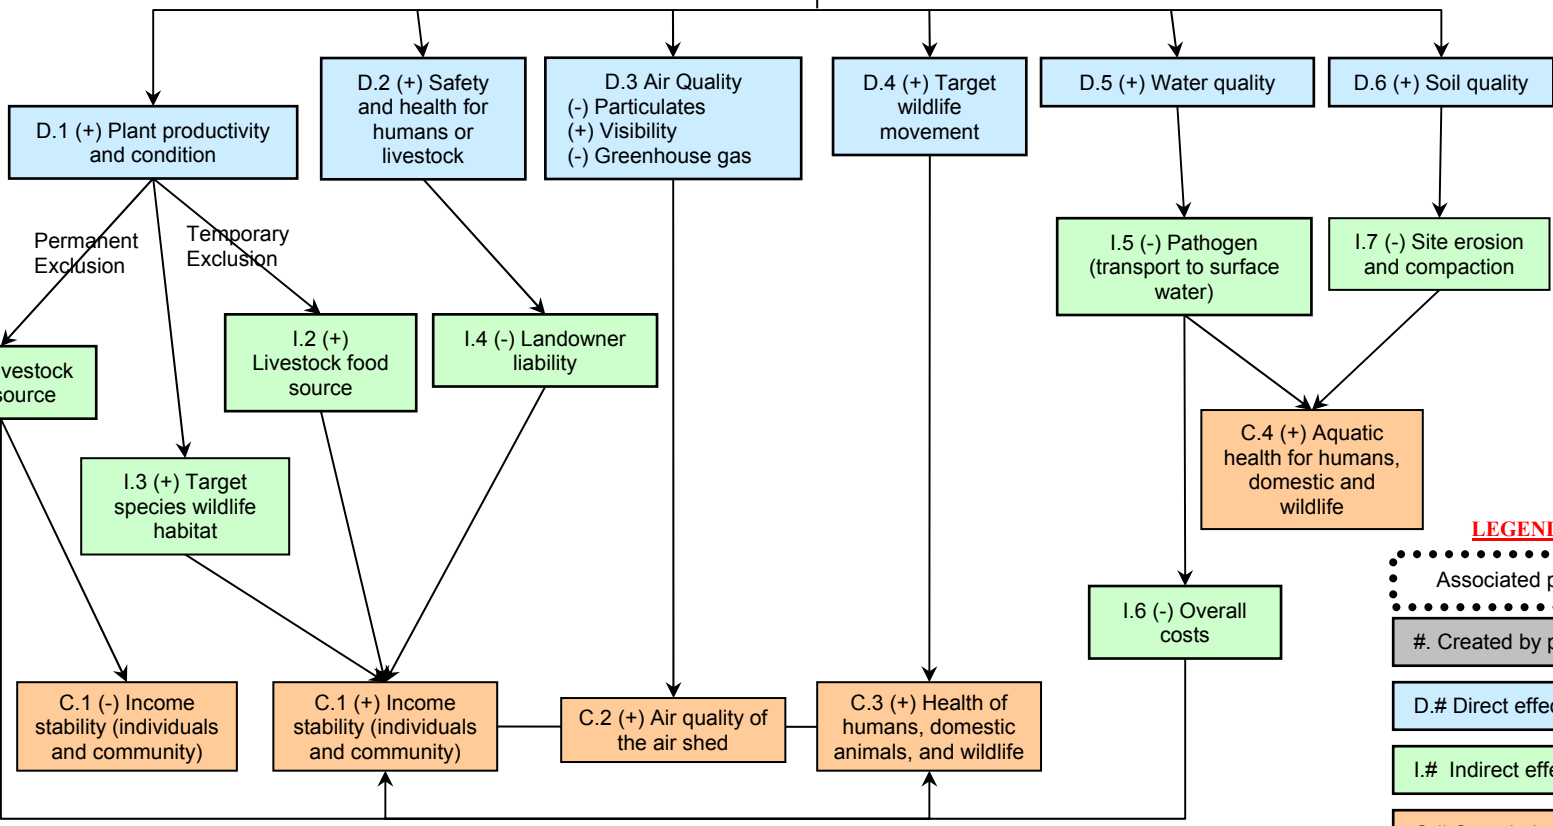 D.1 (+) Plant productivity
and condition
D.2 (+) Safety
and health for
humans or
livestock
D.3 Air Quality
(-) Particulates
(+) Visibility
(-) Greenhouse gas
D.4 (+) Target
wildlife
movement
D.5 (+) Water quality
D.6 (+) Soil quality
Permanent
Exclusion
Temporary
Exclusion
I.5 (-) Pathogen
(transport to surface
water)
I.7 (-) Site erosion
and compaction
vestock
source
I.2 (+)
Livestock food
source
I.4 (-) Landowner
liability
I.3 (+) Target
species wildlife
habitat
C.4 (+) Aquatic
health for humans,
domestic and
wildlife
I.6 (-) Overall
costs
C.1 (-) Income
stability (individuals
and community)
C.1 (+) Income
stability (individuals
and community)
C.2 (+) Air quality of
the air shed
C.3 (+) Health of
humans, domestic
animals, and wildlife
LEGEND
Associated p
#. Created by p
D.# Direct effec
I.# Indirect effe